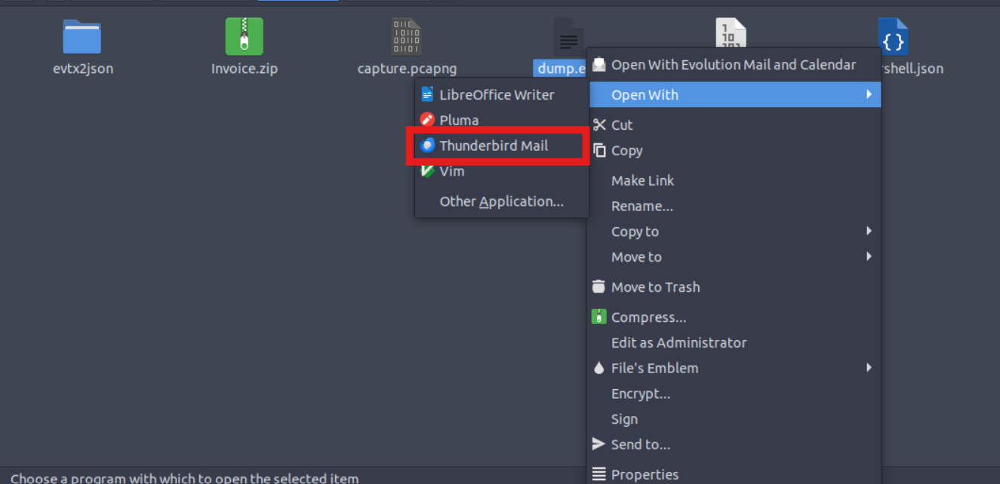 evtx2json
Invoice.zip
capture.pcapng
dump.e
rshell.json
Open With Evolution Mail and Calendar
Open With
Cut
Copy
Make Link
Rename...
Copy to
Move to
Move to Trash
Compress...
Edit as Administrator
File's Emblem
Encrypt...
Sign
Send to...
Properties
LibreOffice Writer
Pluma
Thunderbird Mail
Vim
Other Application...
Choose a program with which to open the selected item